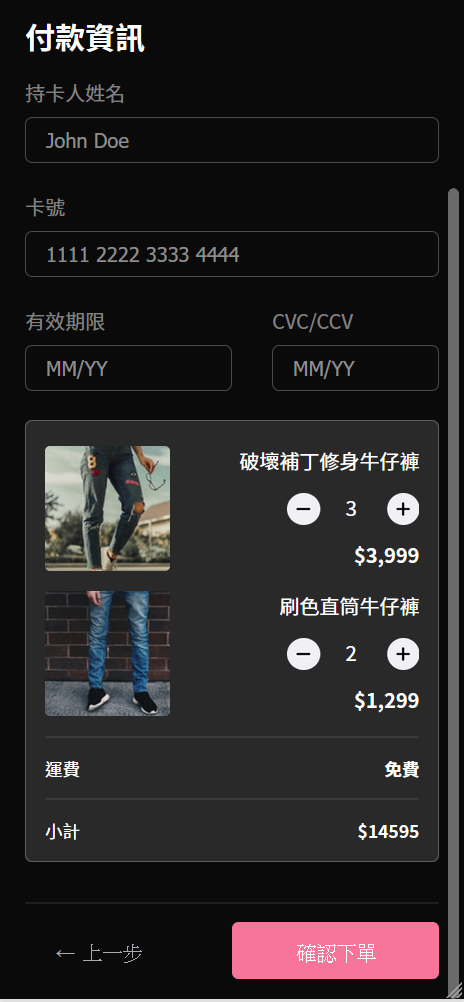 付款資訊
持卡人姓名
John Doe
卡號
1111 2222 3333 4444
有效期限
CVC/CCV
MM/YY
MM/YY
破壞補丁修身牛仔褲
3
$3,999
刷色直筒牛仔褲
2
$1,299
運費
免費
小計
$14595
← 上一步
確認下單